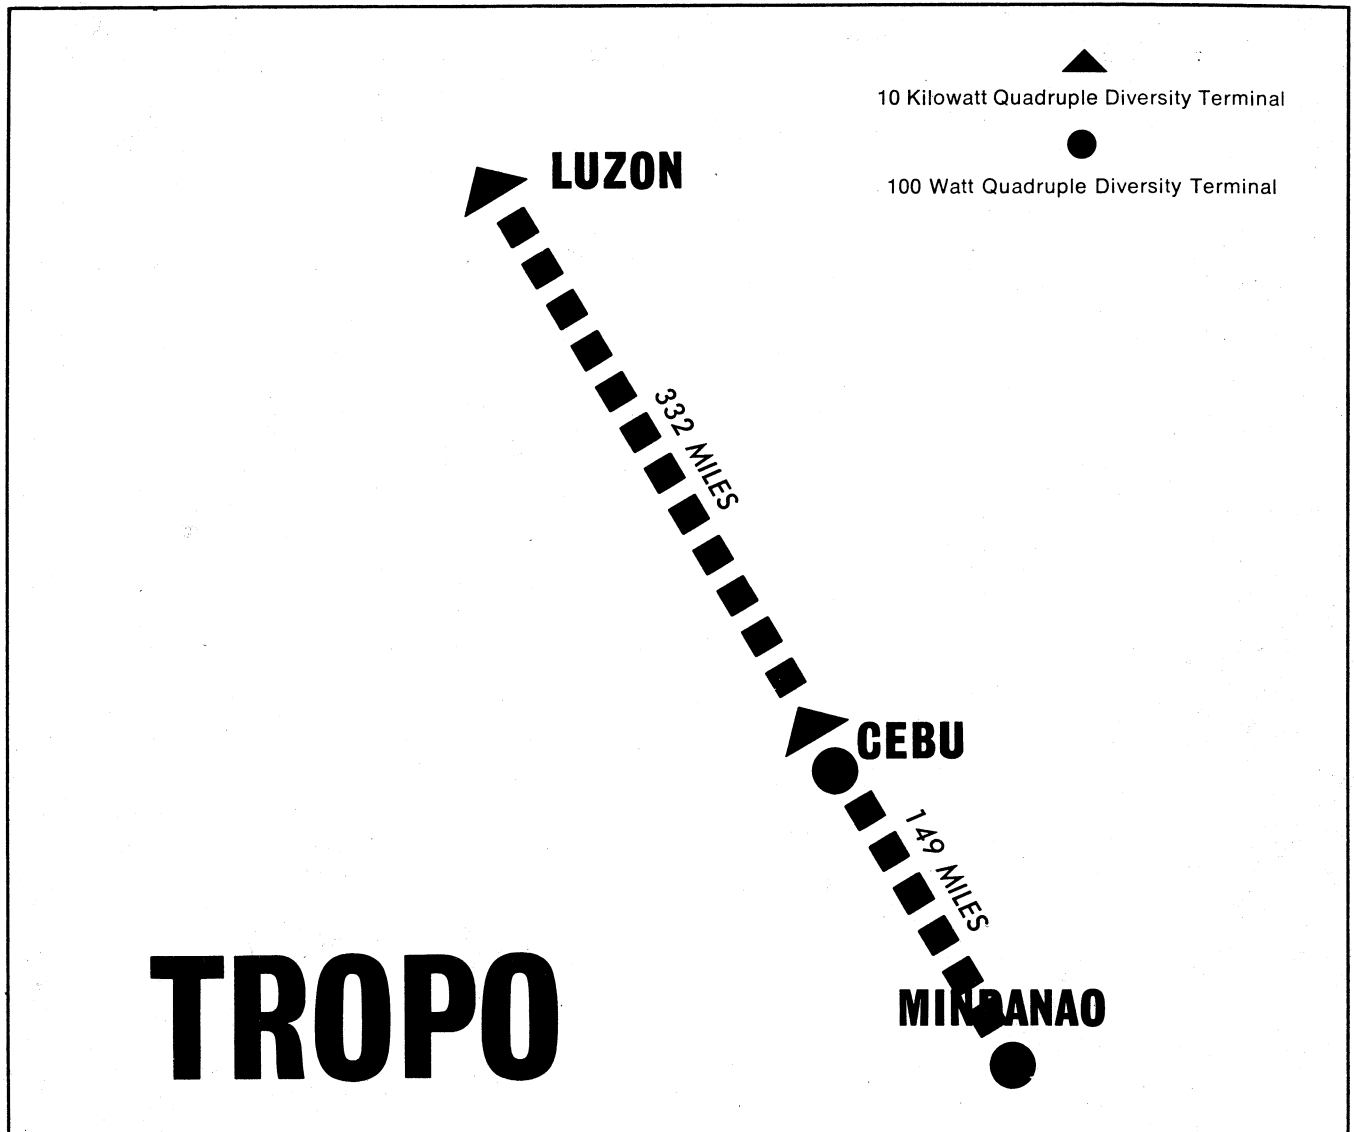 10 Kilowatt Quadruple Diversity Terminal
100 Watt Quadruple Diversity Terminal
LUZON
332 MILES
CEBU
149 MILES
MINDANAO
TROPO